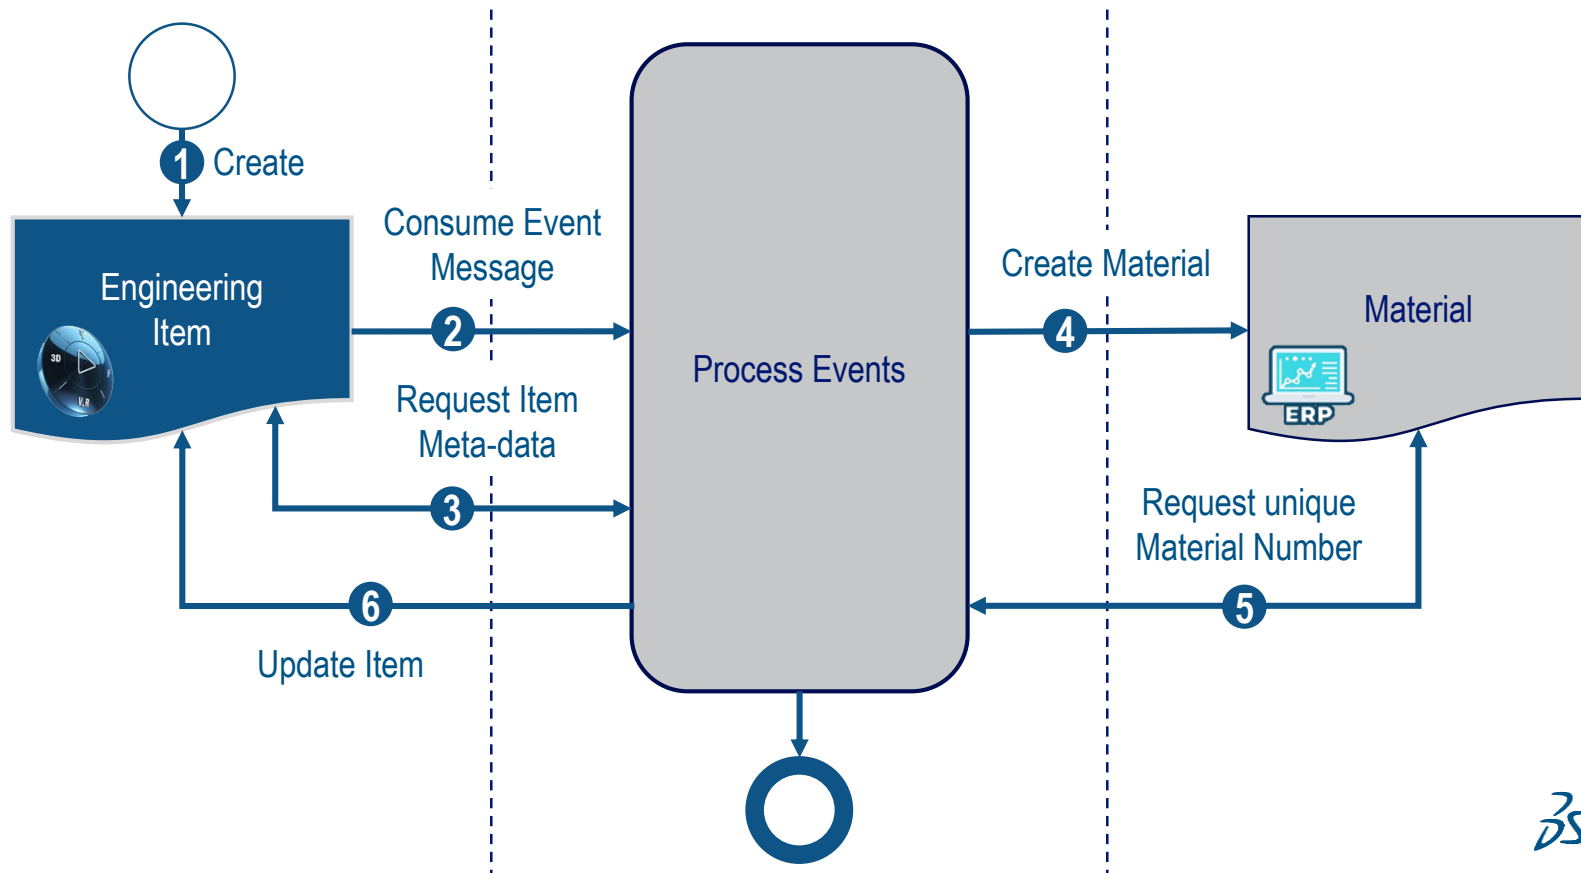 1
Create
Consume Event
Message
Engineering
Item
3D
V.R
2
Create Material
4
Material
ERP
Process Events
Request Item
Meta-data
3
Request unique
Material Number
5
6
Update Item
3DS